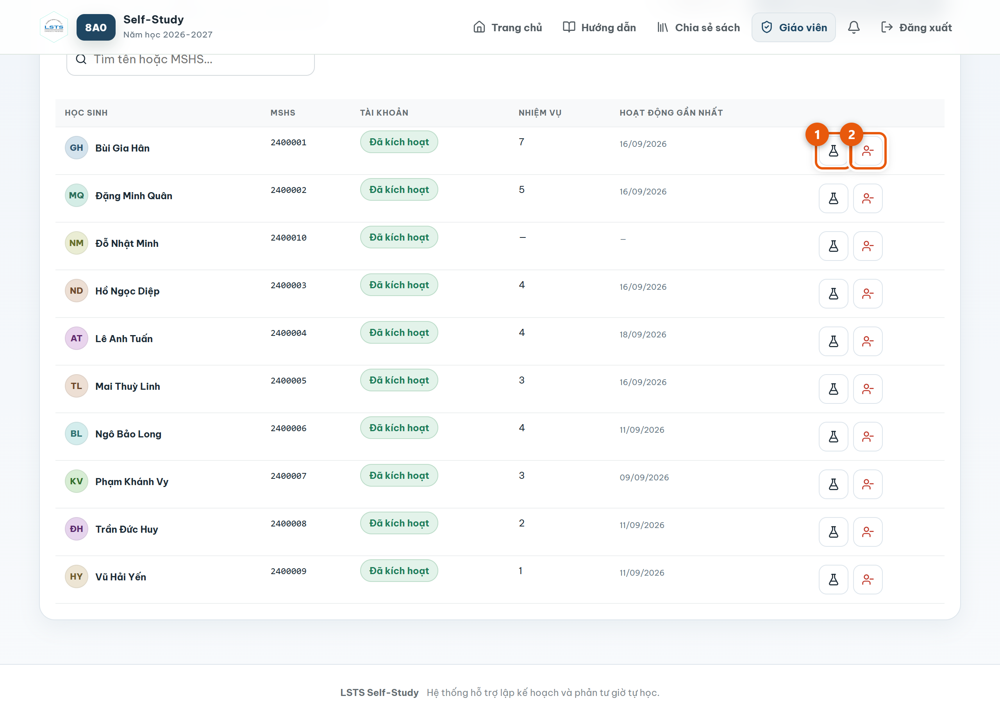 LSTS
8A0
Self-Study
Năm học 2026-2027
Trang chủ
Hướng dẫn
Chia sẻ sách
Giáo viên
Đăng xuất
Tìm tên hoặc MSHS...
HỌC SINH MSHS TÀI KHOẢN NHIỆM VỤ HOẠT ĐỘNG GẦN NHẤT
1 2
GH Bùi Gia Hân 2400001 Đã kích hoạt 7 16/09/2026
MQ Đặng Minh Quân 2400002 Đã kích hoạt 5 16/09/2026
NM Đỗ Nhật Minh 2400010 Đã kích hoạt — —
ND Hồ Ngọc Diệp 2400003 Đã kích hoạt 4 16/09/2026
AT Lê Anh Tuấn 2400004 Đã kích hoạt 4 18/09/2026
TL Mai Thuỳ Linh 2400005 Đã kích hoạt 3 16/09/2026
BL Ngô Bảo Long 2400006 Đã kích hoạt 4 11/09/2026
KV Phạm Khánh Vy 2400007 Đã kích hoạt 3 09/09/2026
ĐH Trần Đức Huy 2400008 Đã kích hoạt 2 11/09/2026
HY Vũ Hải Yến 2400009 Đã kích hoạt 1 11/09/2026
LSTS Self-Study Hệ thống hỗ trợ lập kế hoạch và phản tư giờ tự học.